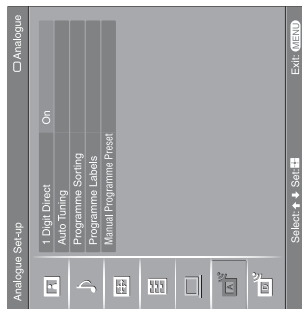 Analogue Set-up Analogue
1 Digit Direct On
Auto Tuning
Programme Sorting
Programme Labels
Manual Programme Preset
A
Select: Set: Exit: MENU